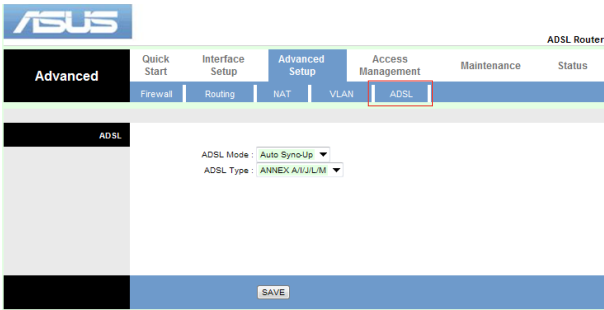 ASUS
ADSL Router
Advanced
Quick Start
Interface Setup
Advanced Setup
Access Management
Maintenance
Status
Firewall
Routing
NAT
VLAN
ADSL
ADSL
ADSL Mode : Auto Sync-Up
ADSL Type : ANNEX A/I/J/L/M
SAVE